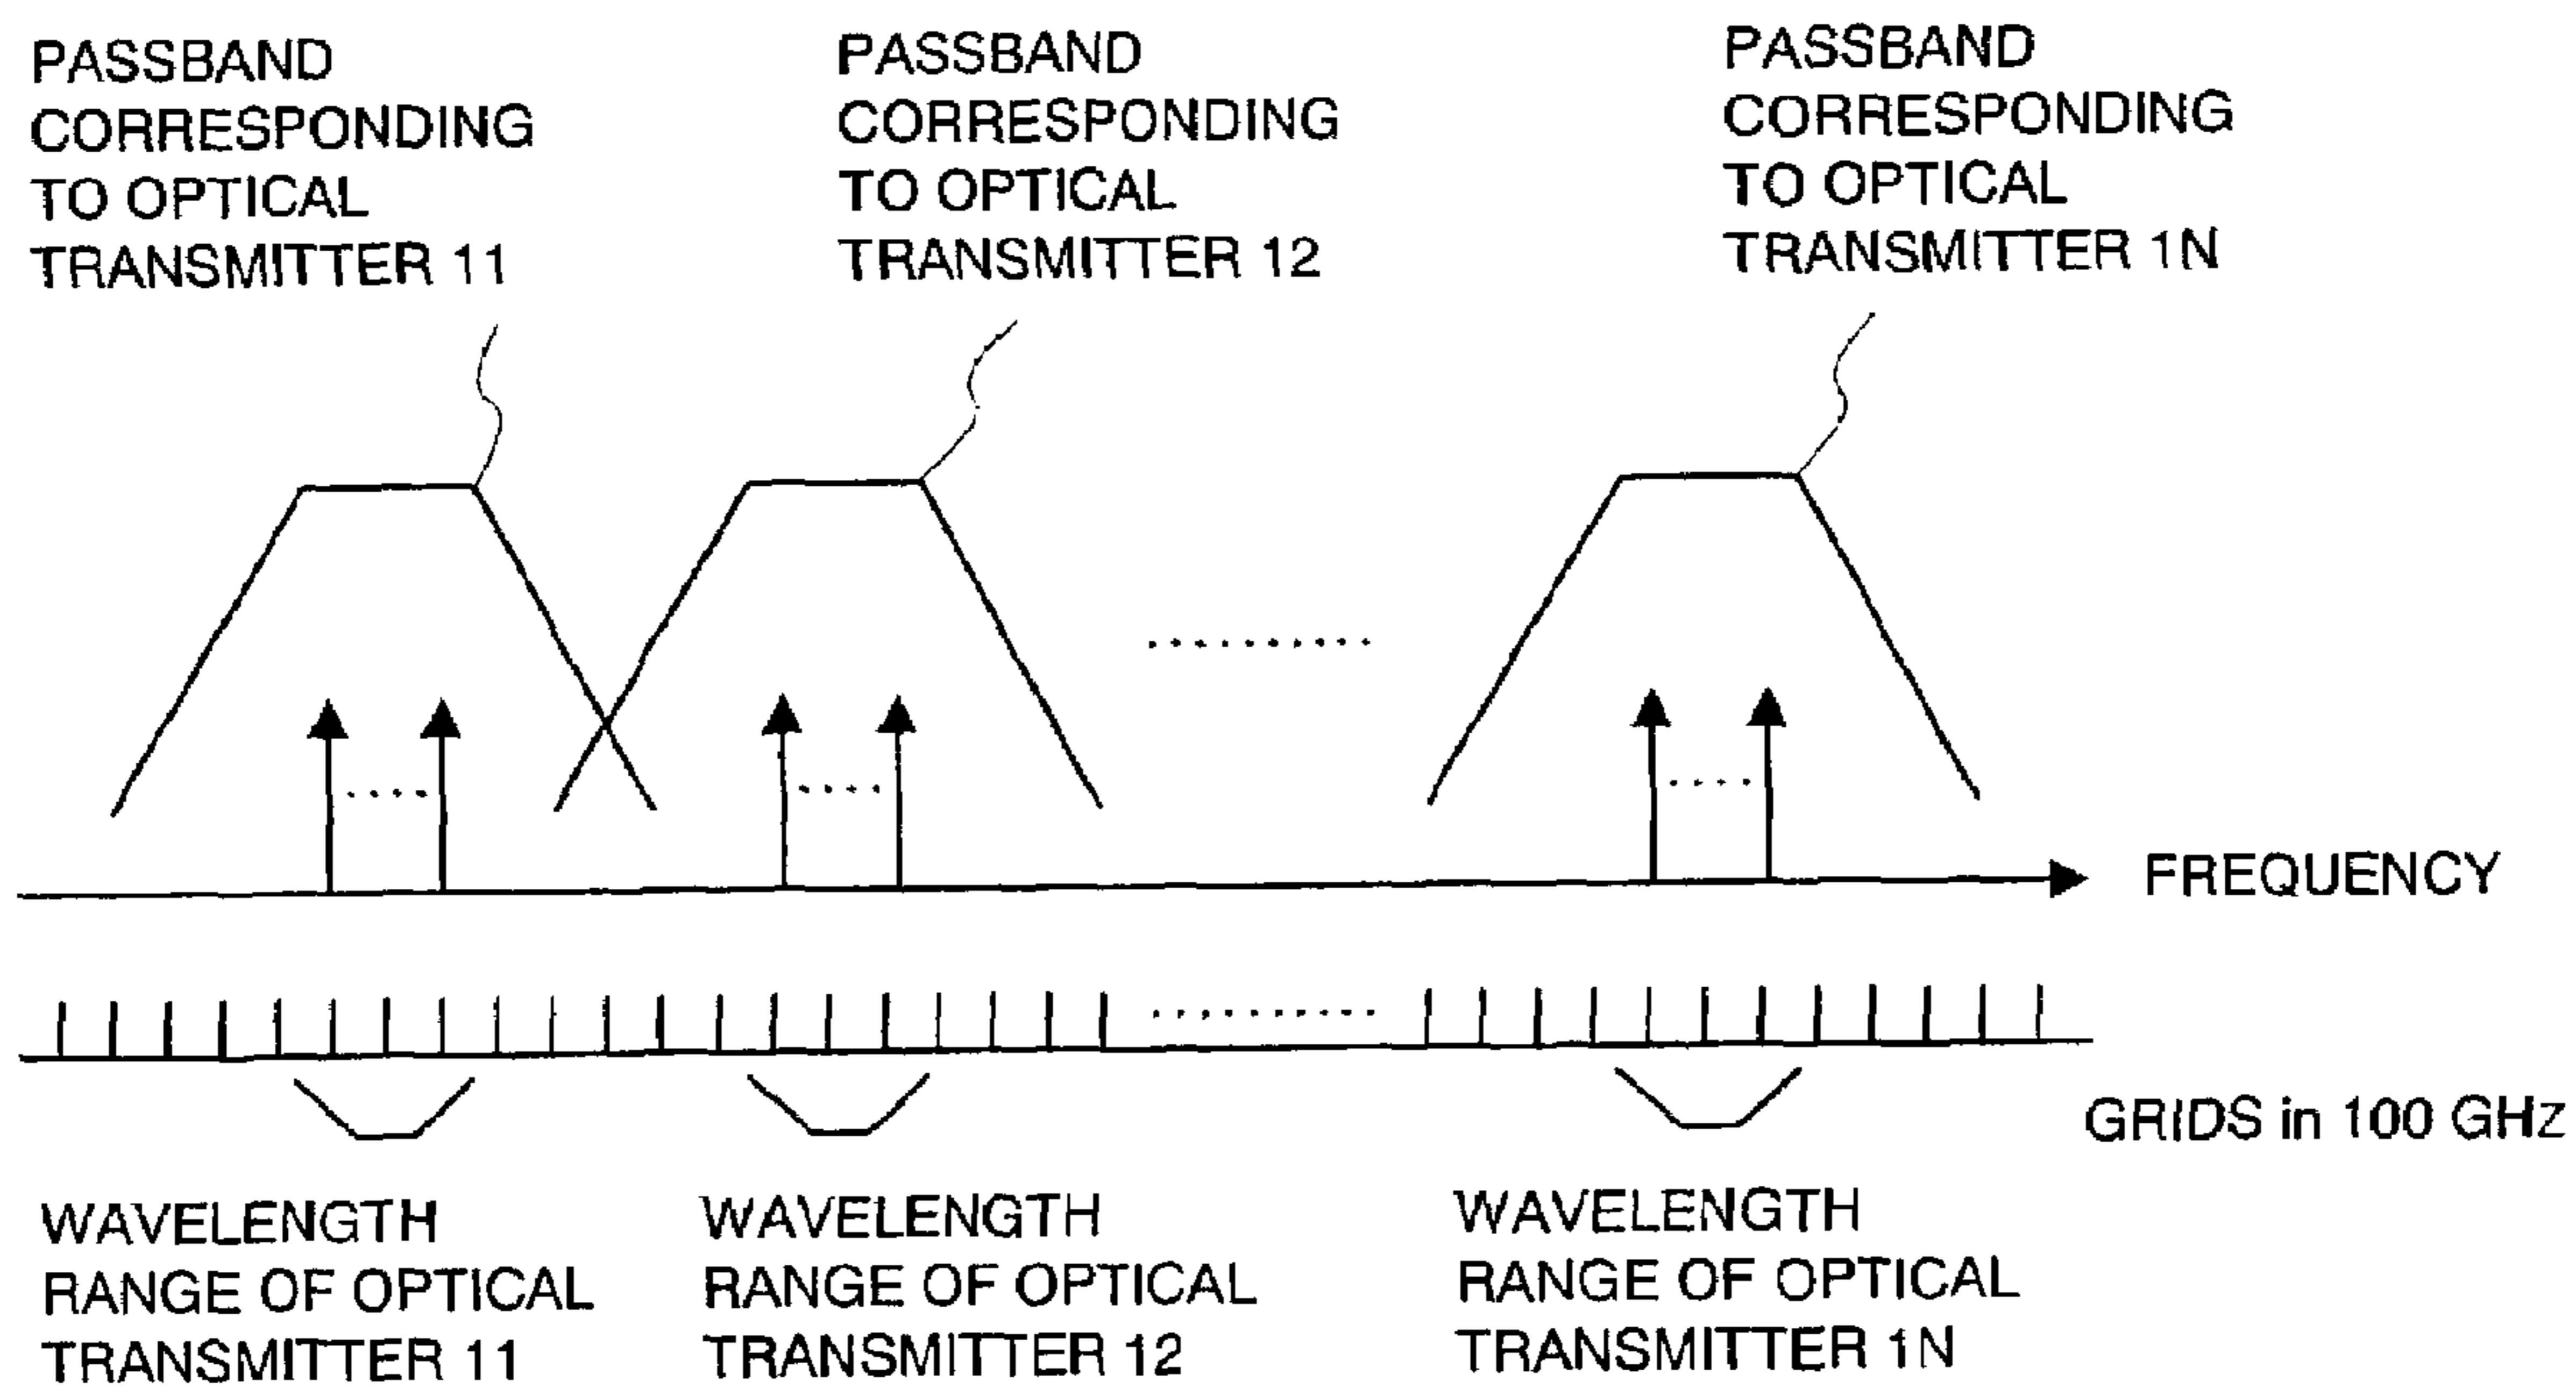 PASSBAND
CORRESPONDING
TO OPTICAL
TRANSMITTER 11
PASSBAND
CORRESPONDING
TO OPTICAL
TRANSMITTER 12
PASSBAND
CORRESPONDING
TO OPTICAL
TRANSMITTER 1N
FREQUENCY
GRIDS in 100 GHz
WAVELENGTH
RANGE OF OPTICAL
TRANSMITTER 11
WAVELENGTH
RANGE OF OPTICAL
TRANSMITTER 12
WAVELENGTH
RANGE OF OPTICAL
TRANSMITTER 1N